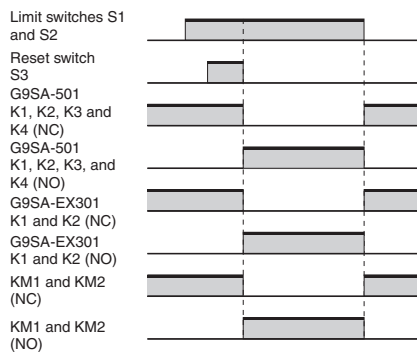 Limit switches S1
and S2
Reset switch
S3
G9SA-501
K1, K2, K3 and
K4 (NC)
G9SA-501
K1, K2, K3, and
K4 (NO)
G9SA-EX301
K1 and K2 (NC)
G9SA-EX301
K1 and K2 (NO)
KM1 and KM2
(NC)
KM1 and KM2
(NO)